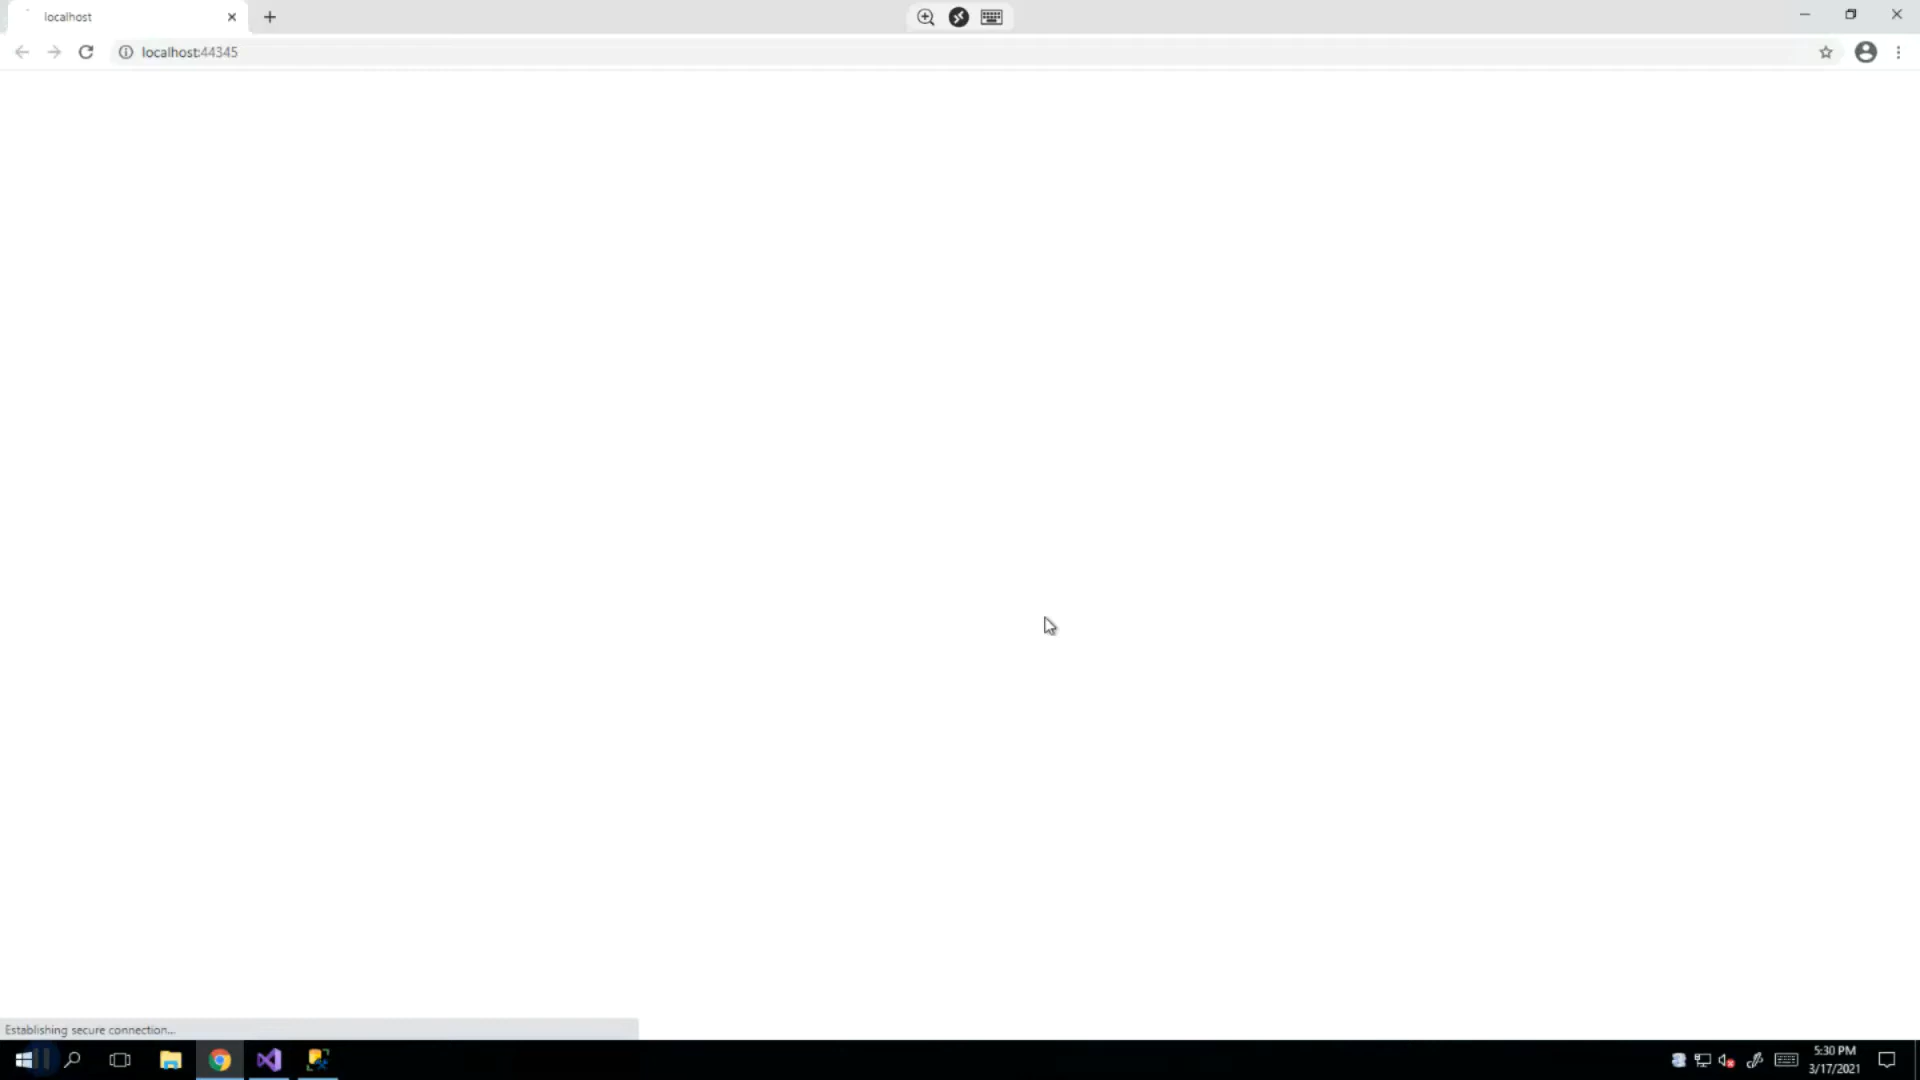 localhost
localhost:44345
Establishing secure connection...
5:30 PM
3/17/2021